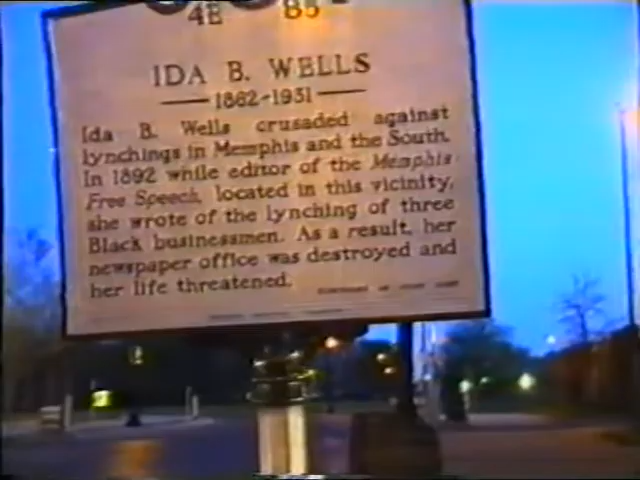 4E 85
IDA B. WELLS
1862-1931
Ida B. Wells crusaded against
lynchings in Memphis and the South.
In 1892 while editor of the Memphis
Free Speech, located in this vicinity,
she wrote of the lynching of three
Black businessmen. As a result, her
newspaper office was destroyed and
her life threatened.